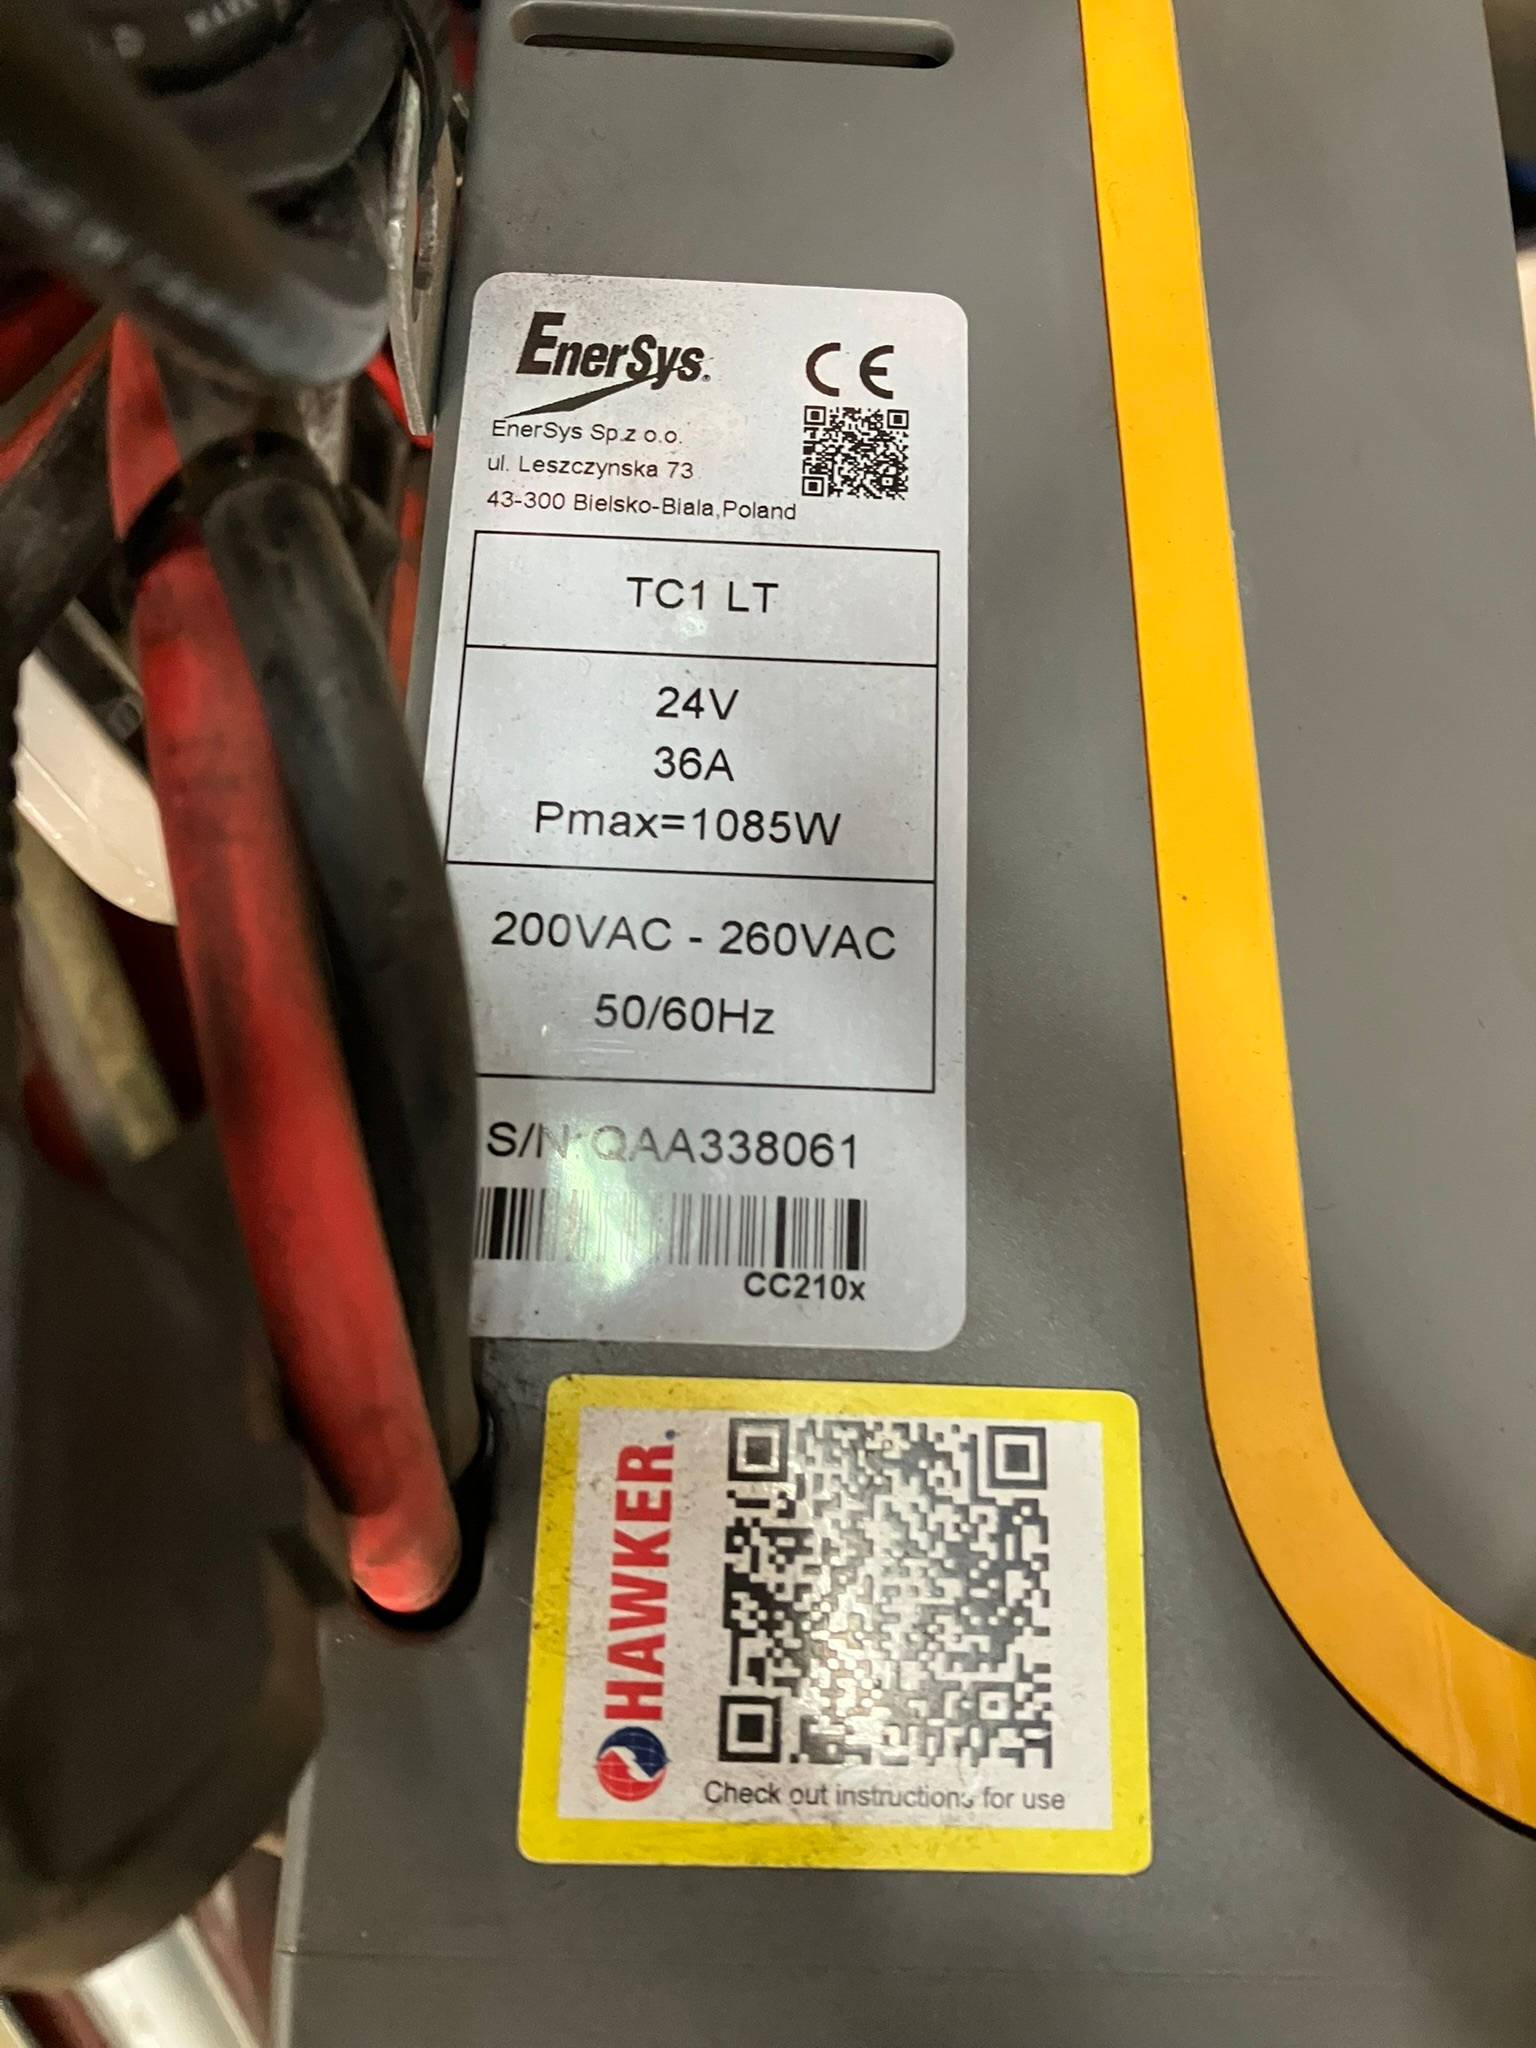 EnerSys®
CE
EnerSys Sp.z o.o.
ul. Leszczynska 73
43-300 Bielsko-Biala,Poland
TC1 LT
24V
36A
Pmax=1085W
200VAC - 260VAC
50/60Hz
S/N:QAA338061
CC210x
HAWKER®
Check out instructions for use